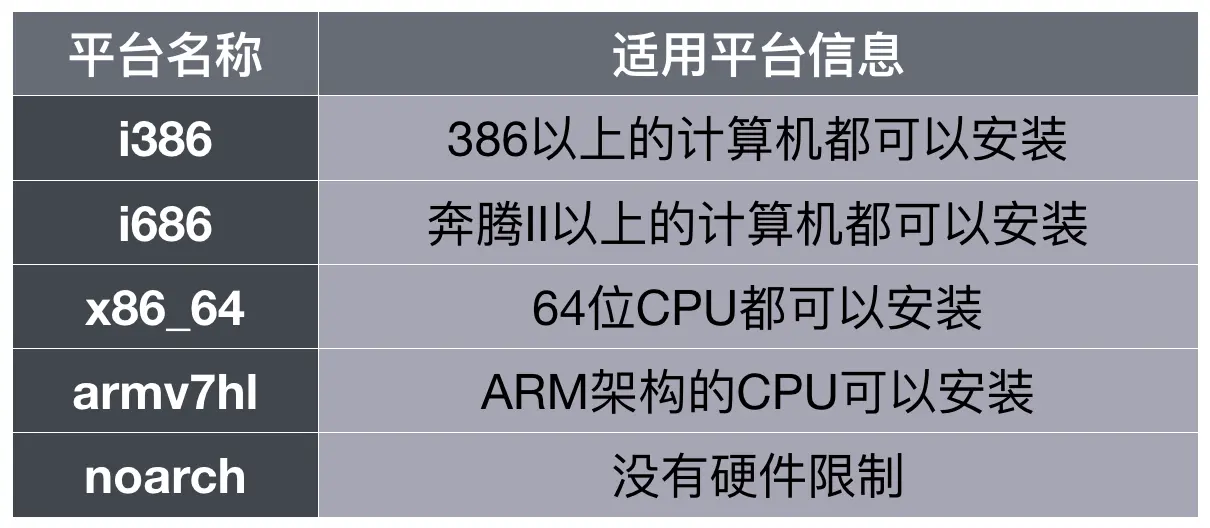 平台名称 适用平台信息
i386 386以上的计算机都可以安装
i686 奔腾II以上的计算机都可以安装
x86_64 64位CPU都可以安装
armv7hl ARM架构的CPU可以安装
noarch 没有硬件限制